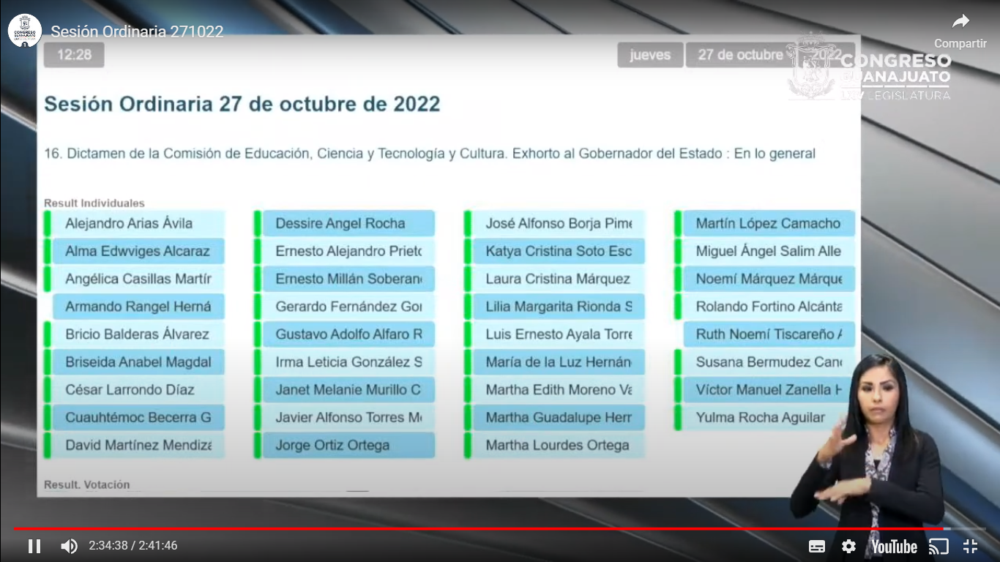 Sesión Ordinaria 271022
Compartir
12:28
jueves
27 de octubre
2022
CONGRESO
GUANAJUATO
LXV LEGISLATURA
Sesión Ordinaria 27 de octubre de 2022
16. Dictamen de la Comisión de Educación, Ciencia y Tecnología y Cultura. Exhorto al Gobernador del Estado : En lo general
Result Individuales
Alejandro Arias Ávila
Alma Edwviges Alcaraz
Angélica Casillas Martír
Armando Rangel Herná
Bricio Balderas Álvarez
Briseida Anabel Magdal
César Larrondo Díaz
Cuauhtémoc Becerra G
David Martínez Mendizá
Dessire Angel Rocha
Ernesto Alejandro Prieto
Ernesto Millán Soberan
Gerardo Fernández Gon
Gustavo Adolfo Alfaro R
Irma Leticia González S
Janet Melanie Murillo C
Javier Alfonso Torres M
Jorge Ortiz Ortega
José Alfonso Borja Pime
Katya Cristina Soto Esc
Laura Cristina Márquez
Lilia Margarita Rionda S
Luis Ernesto Ayala Torre
María de la Luz Hernán
Martha Edith Moreno Va
Martha Guadalupe Herr
Martha Lourdes Ortega
Martín López Camacho
Miguel Ángel Salim Alle
Noemí Márquez Márque
Rolando Fortino Alcánta
Ruth Noemí Tiscareño A
Susana Bermudez Cano
Víctor Manuel Zanella H
Yulma Rocha Aguilar
Result. Votación
2:34:38 / 2:41:46
YouTube